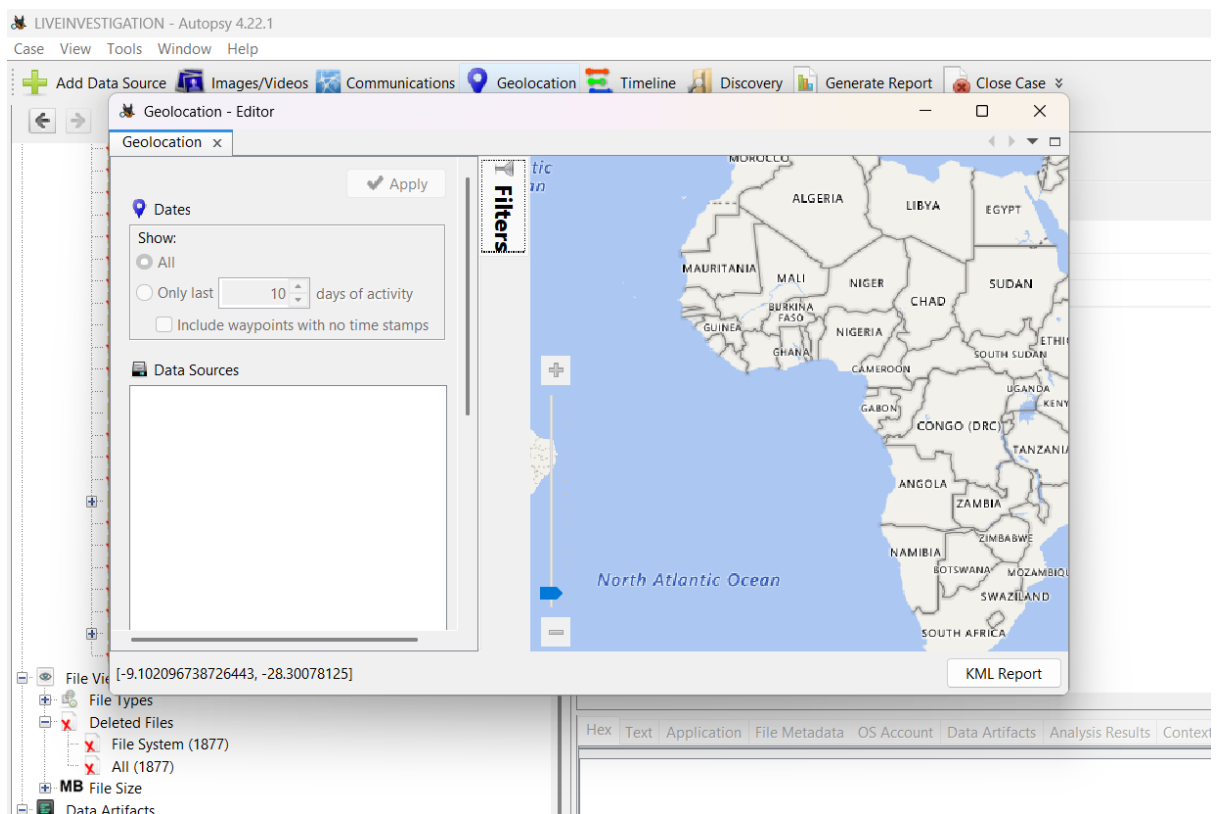 LIVEINVESTIGATION - Autopsy 4.22.1
Case View Tools Window Help
Add Data Source Images/Videos Communications Geolocation Timeline Discovery Generate Report Close Case
Geolocation - Editor
Geolocation x
Apply
Dates
Show:
All
Only last 10 days of activity
Include waypoints with no time stamps
Data Sources
Filters
MOROCCO
ALGERIA
LIBYA
EGYPT
MAURITANIA
MALI
NIGER
CHAD
SUDAN
BURKINA
FASO
GUINEA
NIGERIA
GHANA
SOUTH SUDAN
CAMEROON
UGANDA
GABON
CONGO (DRC)
ANGOLA
ZAMBIA
ZIMBABWE
NAMIBIA
BOTSWANA
SWAZILAND
North Atlantic Ocean
SOUTH AFRICA
[-9.102096738726443, -28.30078125]
KML Report
File Types
Deleted Files
File System (1877)
All (1877)
MB File Size
Data Artifacts
Hex Text Application File Metadata OS Account Data Artifacts Analysis Results Context